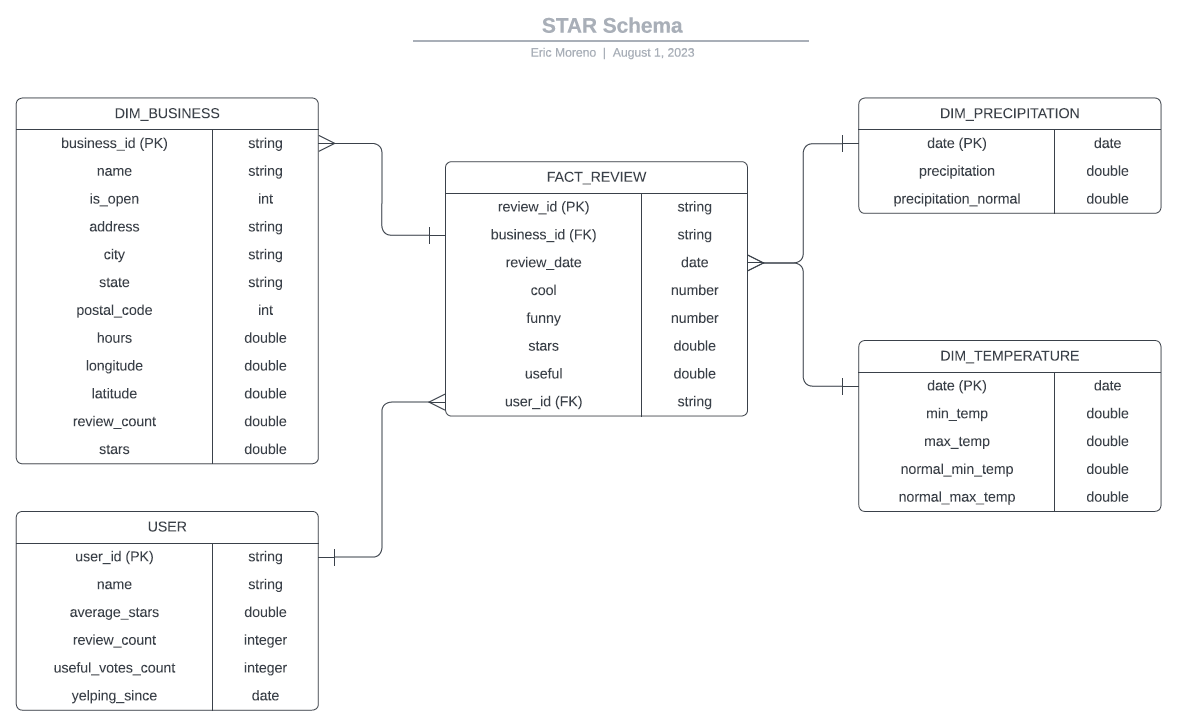 STAR Schema
Eric Moreno | August 1, 2023
DIM_BUSINESS
business_id (PK) string
name string
is_open int
address string
city string
state string
postal_code int
hours double
longitude double
latitude double
review_count double
stars double
FACT_REVIEW
review_id (PK) string
business_id (FK) string
review_date date
cool number
funny number
stars double
useful double
user_id (FK) string
DIM_PRECIPITATION
date (PK) date
precipitation double
precipitation_normal double
DIM_TEMPERATURE
date (PK) date
min_temp double
max_temp double
normal_min_temp double
normal_max_temp double
USER
user_id (PK) string
name string
average_stars double
review_count integer
useful_votes_count integer
yelping_since date